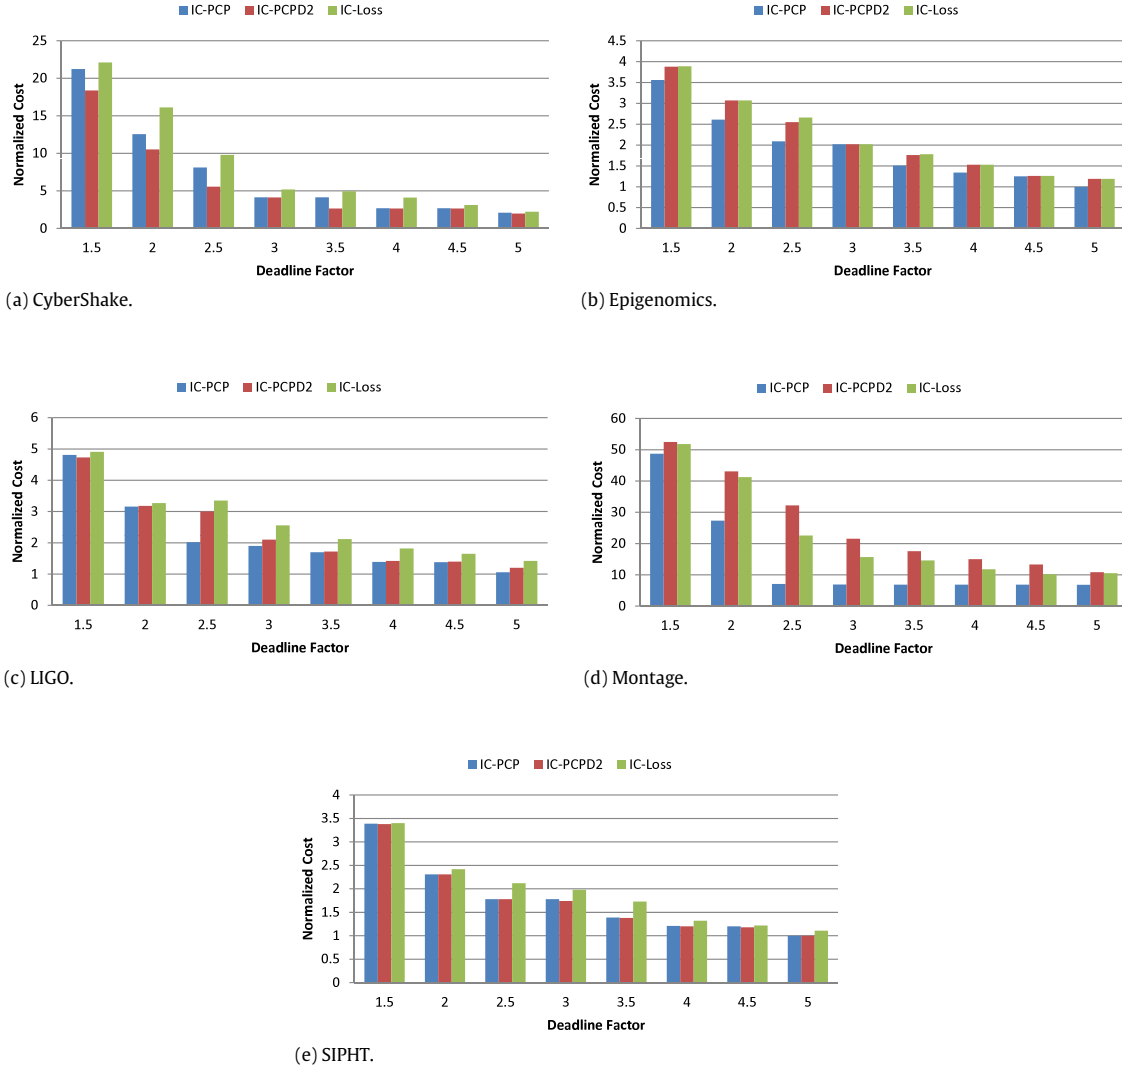 IC-PCP IC-PCPD2 IC-Loss
Normalized Cost
25
20
15
10
5
0
1.5 2 2.5 3 3.5 4 4.5 5
Deadline Factor
(a) CyberShake.
IC-PCP IC-PCPD2 IC-Loss
Normalized Cost
4.5
4
3.5
3
2.5
2
1.5
1
0.5
0
1.5 2 2.5 3 3.5 4 4.5 5
Deadline Factor
(b) Epigenomics.
IC-PCP IC-PCPD2 IC-Loss
Normalized Cost
6
5
4
3
2
1
0
1.5 2 2.5 3 3.5 4 4.5 5
Deadline Factor
(c) LIGO.
IC-PCP IC-PCPD2 IC-Loss
Normalized Cost
60
50
40
30
20
10
0
1.5 2 2.5 3 3.5 4 4.5 5
Deadline Factor
(d) Montage.
IC-PCP IC-PCPD2 IC-Loss
Normalized Cost
4
3.5
3
2.5
2
1.5
1
0.5
0
1.5 2 2.5 3 3.5 4 4.5 5
Deadline Factor
(e) SIPHT.